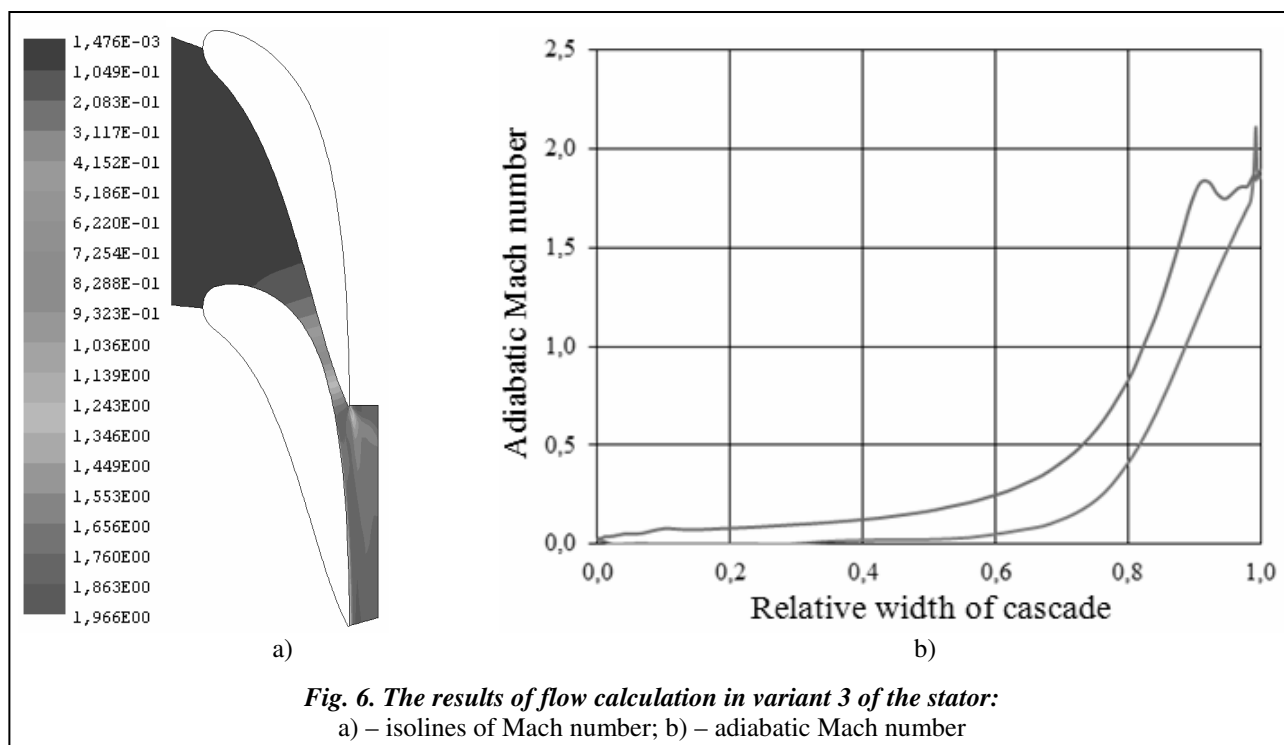 1,476E-03
1,049E-01
2,083E-01
3,117E-01
4,152E-01
5,186E-01
6,220E-01
7,254E-01
8,288E-01
9,323E-01
1,036E00
1,139E00
1,243E00
1,346E00
1,449E00
1,553E00
1,656E00
1,760E00
1,863E00
1,966E00
a)
2,5
2,0
1,5
1,0
0,5
0,0
Adiabatic Mach number
0,0 0,2 0,4 0,6 0,8 1,0
Relative width of cascade
b)
Fig. 6. The results of flow calculation in variant 3 of the stator:
a) – isolines of Mach number; b) – adiabatic Mach number